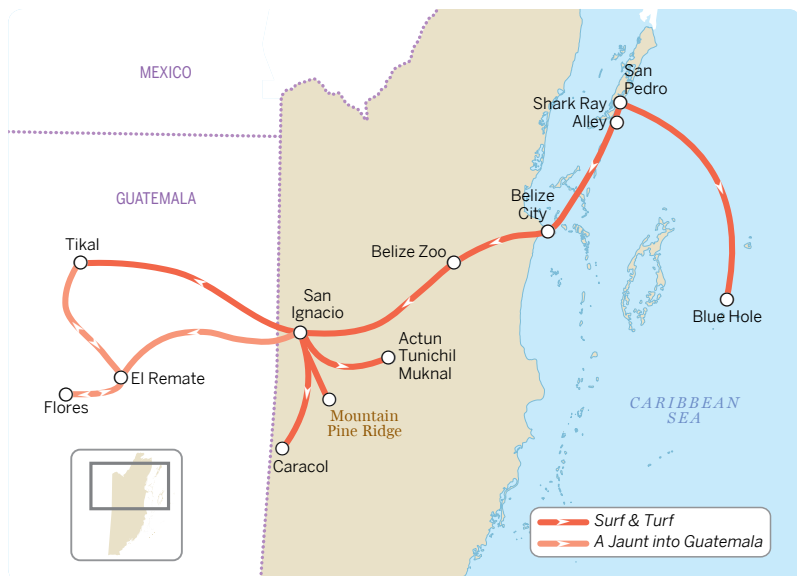 MEXICO
San
Pedro
Shark Ray
Alley
GUATEMALA
Belize
City
Tikal
Belize Zoo
San
Ignacio
Blue Hole
Actun
Tunichil
Muknal
El Remate
Flores
Mountain
Pine Ridge
CARIBBEAN
SEA
Caracol
Surf & Turf
A Jaunt into Guatemala